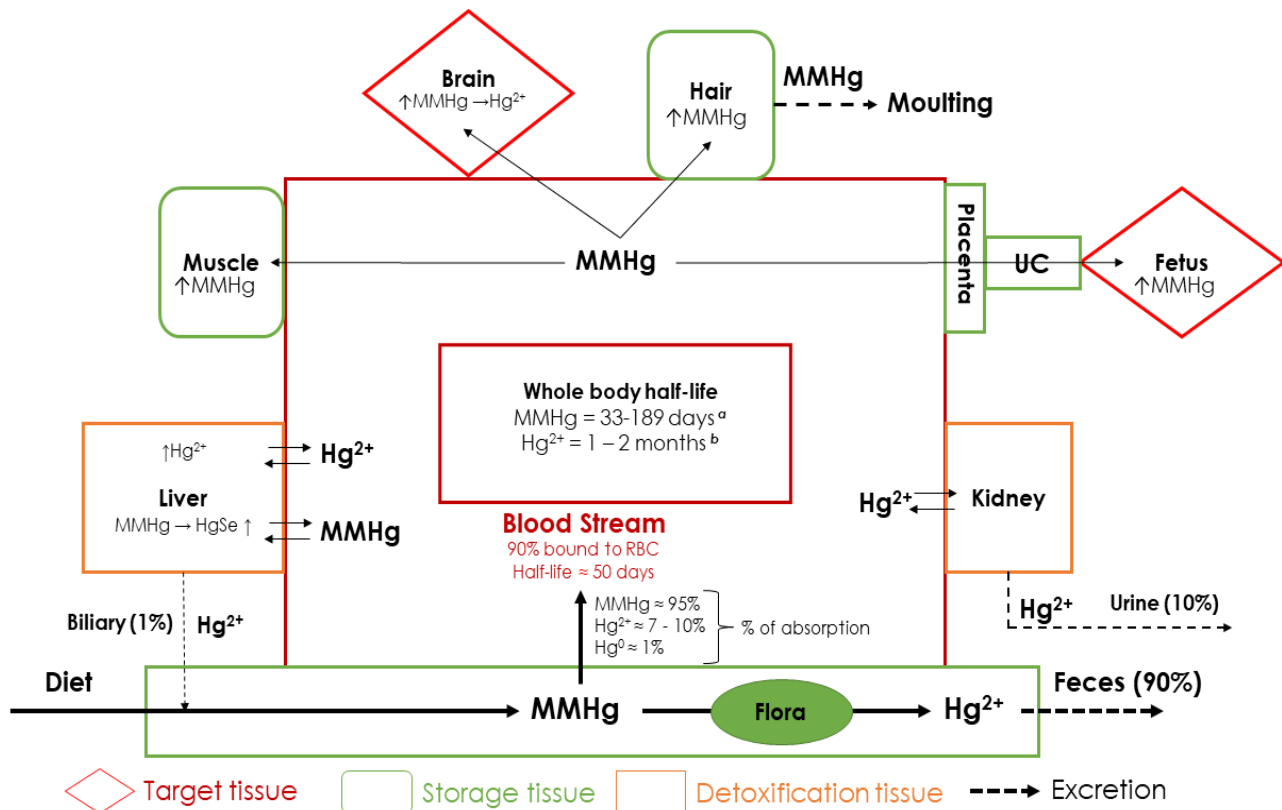 Brain
↑MMHg → Hg²⁺
Hair
↑MMHg
MMHg
Moulting
Muscle
↑MMHg
MMHg
Placenta
UC
Fetus
↑MMHg
Whole body half-life
MMHg = 33-189 days ᵃ
Hg²⁺ = 1 – 2 months ᵇ
↑Hg²⁺
Hg²⁺
Liver
MMHg → HgSe ↑
MMHg
Hg²⁺
Kidney
Blood Stream
90% bound to RBC
Half-life ≈ 50 days
MMHg ≈ 95%
Hg²⁺ ≈ 7 - 10%
Hg⁰ ≈ 1%
% of absorption
Biliary (1%)
Hg²⁺
Hg²⁺
Urine (10%)
Diet
MMHg
Flora
Hg²⁺
Feces (90%)
Target tissue
Storage tissue
Detoxification tissue
Excretion